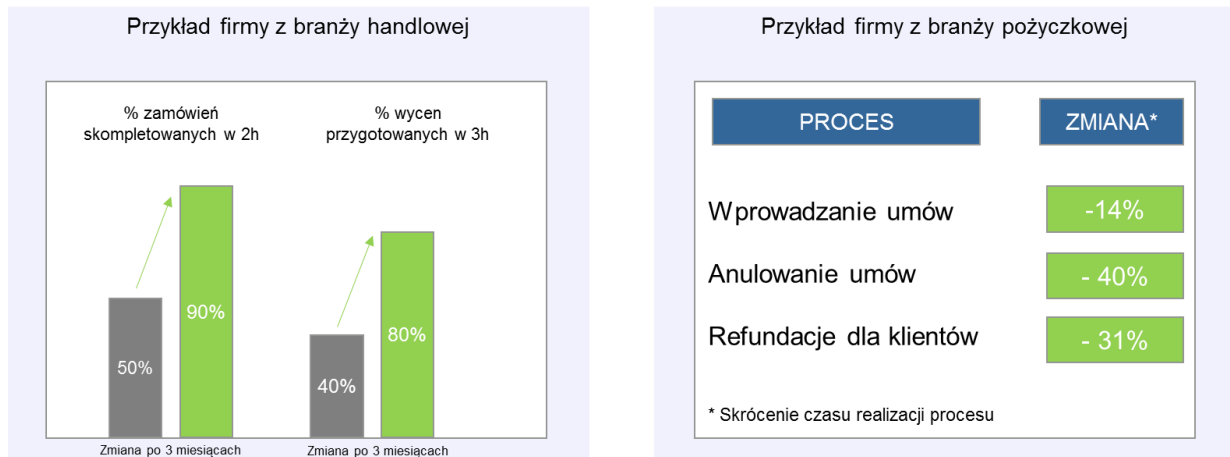 Przykład firmy z branży handlowej
% zamówień
skompletowanych w 2h
% wycen
przygotowanych w 3h
50%
90%
40%
80%
Zmiana po 3 miesiącach
Zmiana po 3 miesiącach
Przykład firmy z branży pożyczkowej
PROCES
ZMIANA*
Wprowadzanie umów
-14%
Anulowanie umów
- 40%
Refundacje dla klientów
- 31%
* Skrócenie czasu realizacji procesu